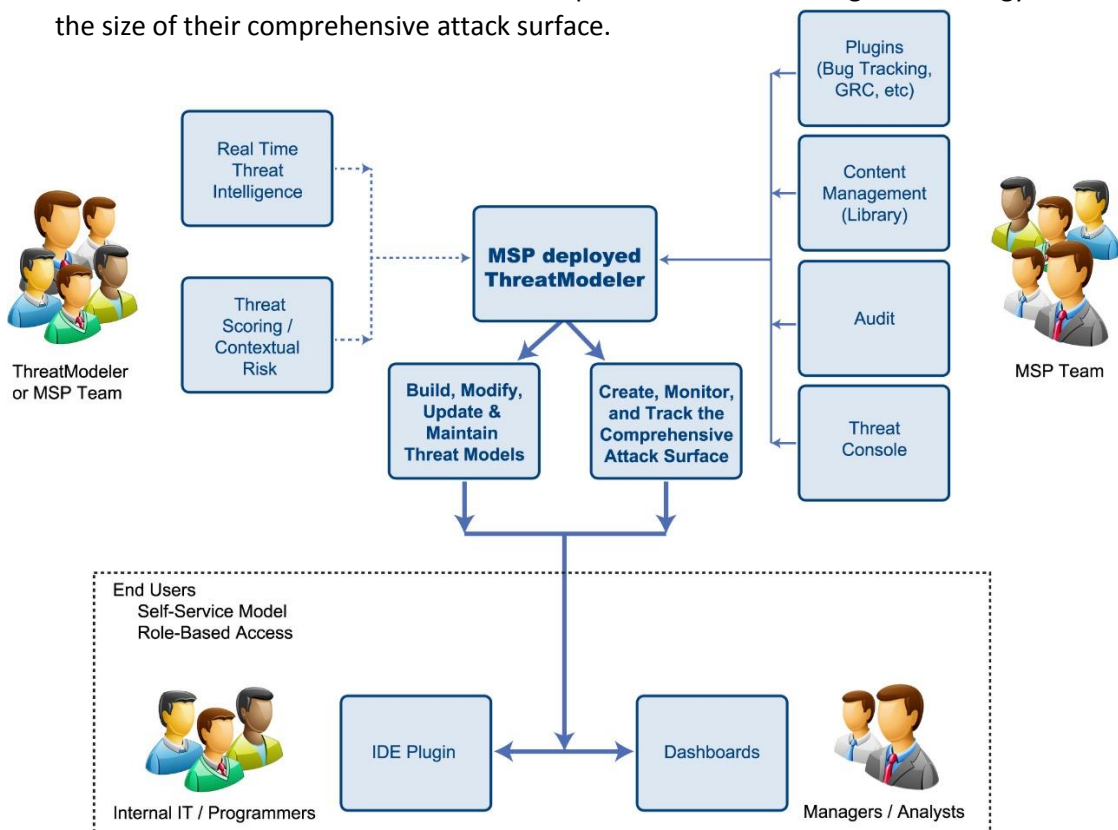 the size of their comprehensive attack surface.
Plugins
(Bug Tracking,
GRC, etc)
Real Time
Threat
Intelligence
Content
Management
(Library)
MSP deployed
ThreatModeler
Threat
Scoring /
Contextual
Risk
Audit
ThreatModeler
or MSP Team
MSP Team
Build, Modify,
Update &
Maintain
Threat Models
Create, Monitor,
and Track the
Comprehensive
Attack Surface
Threat
Console
End Users
Self-Service Model
Role-Based Access
IDE Plugin
Dashboards
Internal IT / Programmers
Managers / Analysts